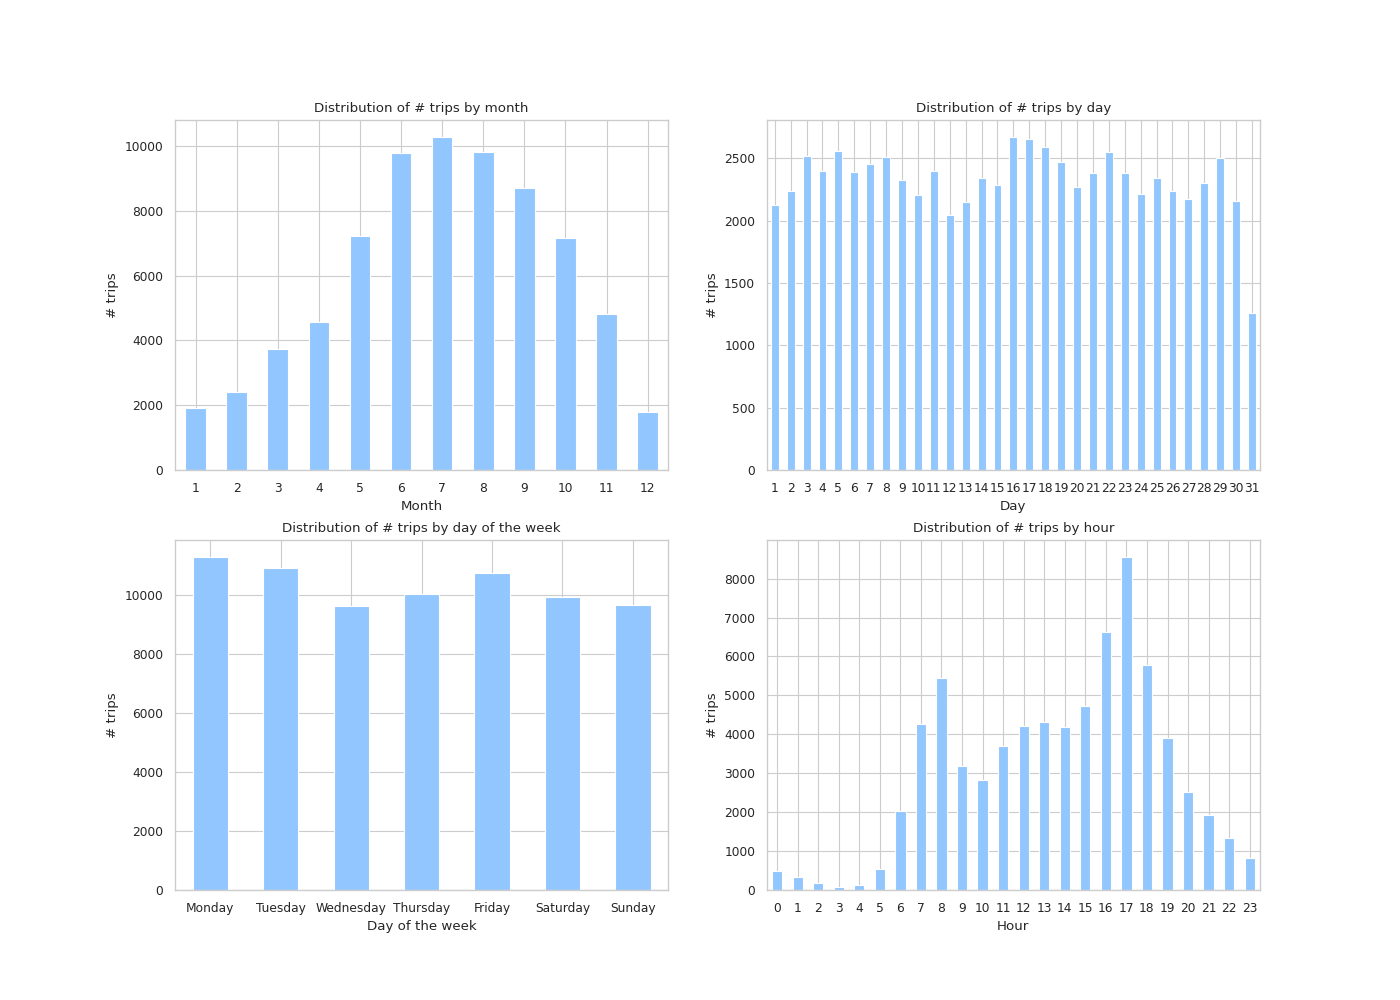 Distribution of # trips by month
# trips
10000
8000
6000
4000
2000
0
1 2 3 4 5 6 7 8 9 10 11 12
Month
Distribution of # trips by day
# trips
2500
2000
1500
1000
500
0
1 2 3 4 5 6 7 8 9 10 11 12 13 14 15 16 17 18 19 20 21 22 23 24 25 26 27 28 29 30 31
Day
Distribution of # trips by day of the week
# trips
10000
8000
6000
4000
2000
0
Monday Tuesday Wednesday Thursday Friday Saturday Sunday
Day of the week
Distribution of # trips by hour
# trips
8000
7000
6000
5000
4000
3000
2000
1000
0
0 1 2 3 4 5 6 7 8 9 10 11 12 13 14 15 16 17 18 19 20 21 22 23
Hour